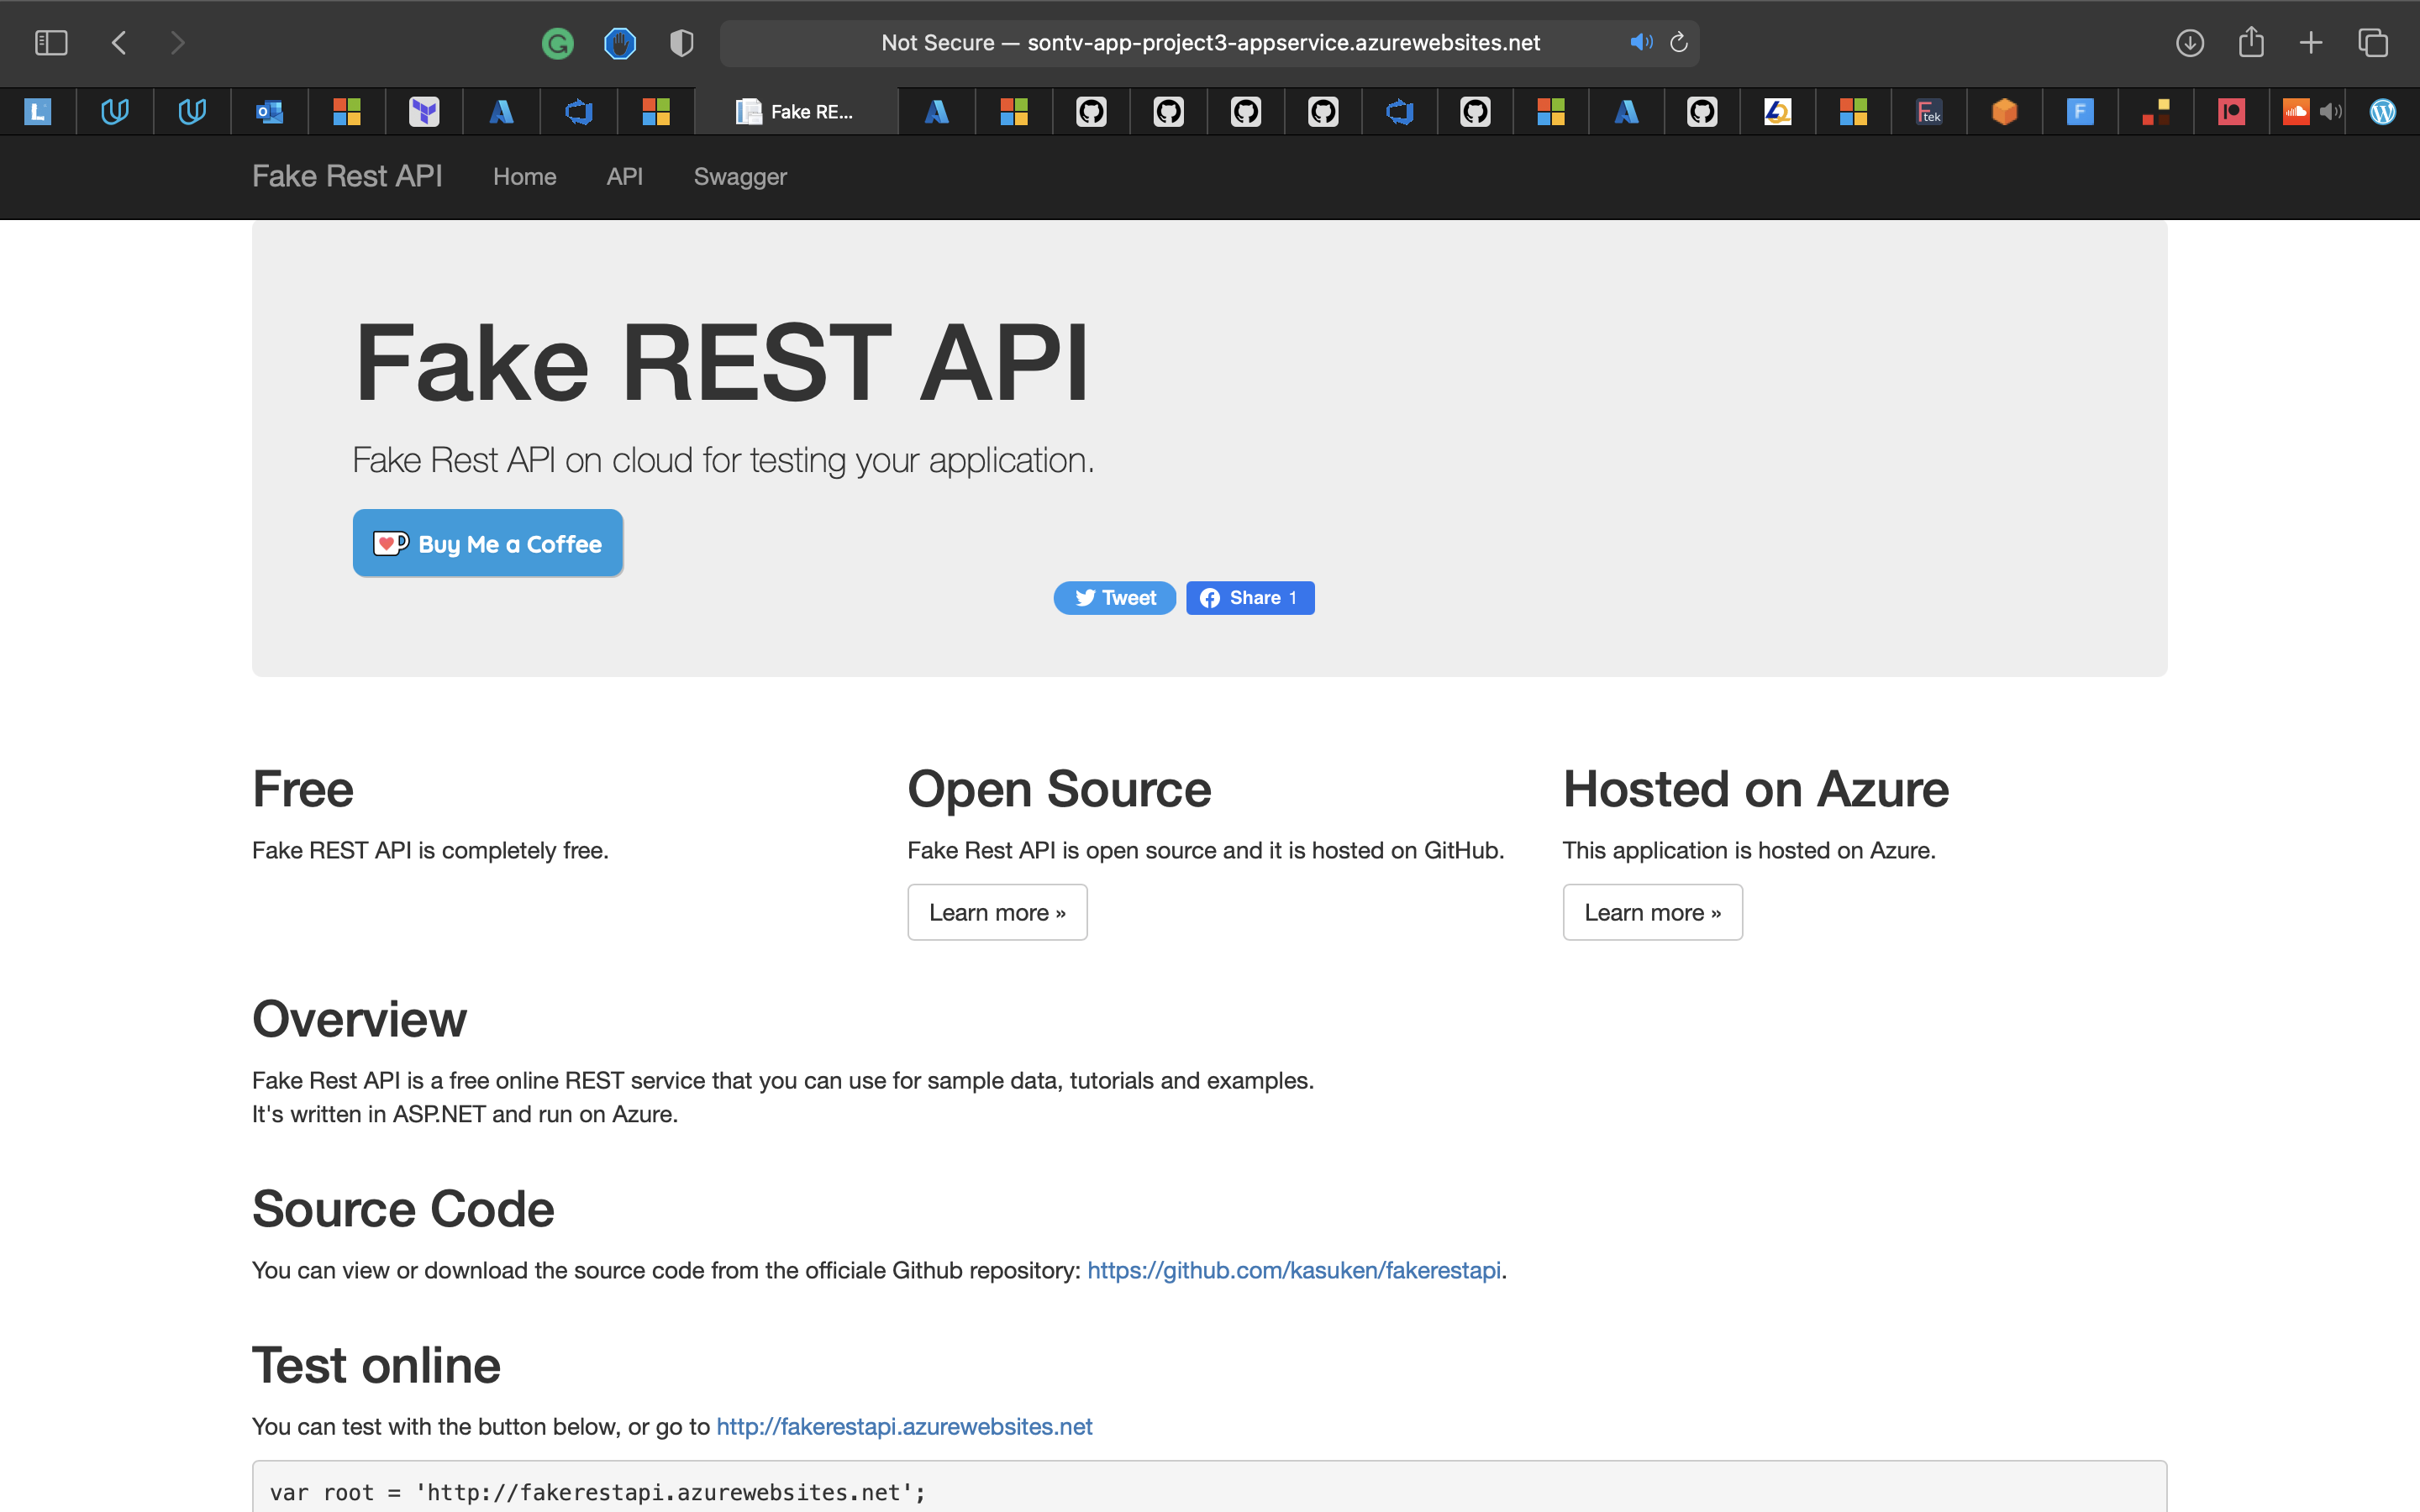 Not Secure — sontv-app-project3-appservice.azurewebsites.net
L
Fake RE...
F
tek
F
Fake Rest API Home API Swagger
Fake REST API
Fake Rest API on cloud for testing your application.
Buy Me a Coffee
Tweet Share 1
Free
Fake REST API is completely free.
Open Source
Fake Rest API is open source and it is hosted on GitHub.
Learn more »
Hosted on Azure
This application is hosted on Azure.
Learn more »
Overview
Fake Rest API is a free online REST service that you can use for sample data, tutorials and examples.
It's written in ASP.NET and run on Azure.
Source Code
You can view or download the source code from the officiale Github repository: https://github.com/kasuken/fakerestapi.
Test online
You can test with the button below, or go to http://fakerestapi.azurewebsites.net
var root = 'http://fakerestapi.azurewebsites.net';